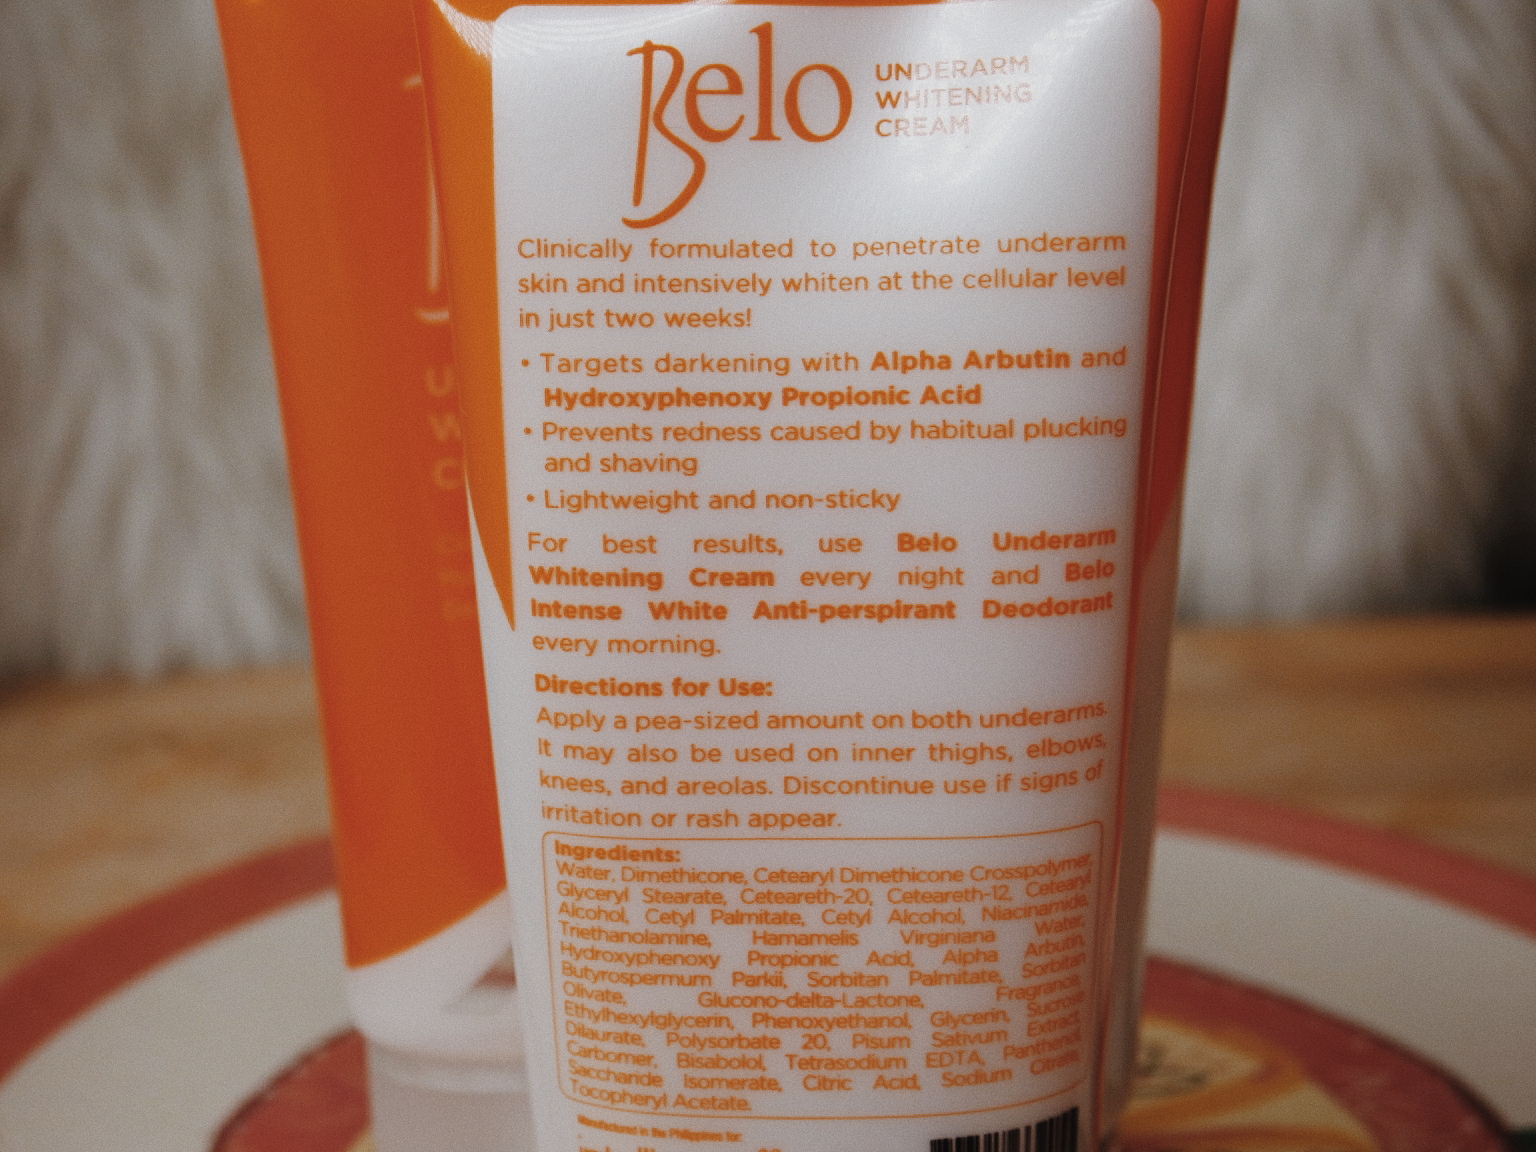 Belo
UNDERARM
WHITENING
CREAM
Clinically formulated to penetrate underarm
skin and intensively whiten at the cellular level
in just two weeks!
• Targets darkening with Alpha Arbutin and
Hydroxyphenoxy Propionic Acid
• Prevents redness caused by habitual plucking
and shaving
• Lightweight and non-sticky
For best results, use Belo Underarm
Whitening Cream every night and Belo
Intense White Anti-perspirant Deodorant
every morning.
Directions for Use:
Apply a pea-sized amount on both underarms.
It may also be used on inner thighs, elbows,
knees, and areolas. Discontinue use if signs of
irritation or rash appear.
Ingredients:
Water, Dimethicone, Cetearyl Dimethicone Crosspolymer,
Glyceryl Stearate, Ceteareth-20, Ceteareth-12, Cetearyl
Alcohol, Cetyl Palmitate, Cetyl Alcohol, Niacinamide,
Triethanolamine, Hamamelis Virginiana Water,
Hydroxyphenoxy Propionic Acid, Alpha Arbutin,
Butyrospermum Parkii, Sorbitan Palmitate, Sorbitan
Olivate, Glucono-delta-Lactone, Fragrance,
Ethylhexylglycerin, Phenoxyethanol, Glycerin, Sucrose
Dilaurate, Polysorbate 20, Pisum Sativum Extract,
Carbomer, Bisabolol, Tetrasodium EDTA, Panthenol,
Saccharide Isomerate, Citric Acid, Sodium Citrate,
Tocopheryl Acetate.
Manufactured in the Philippines for: